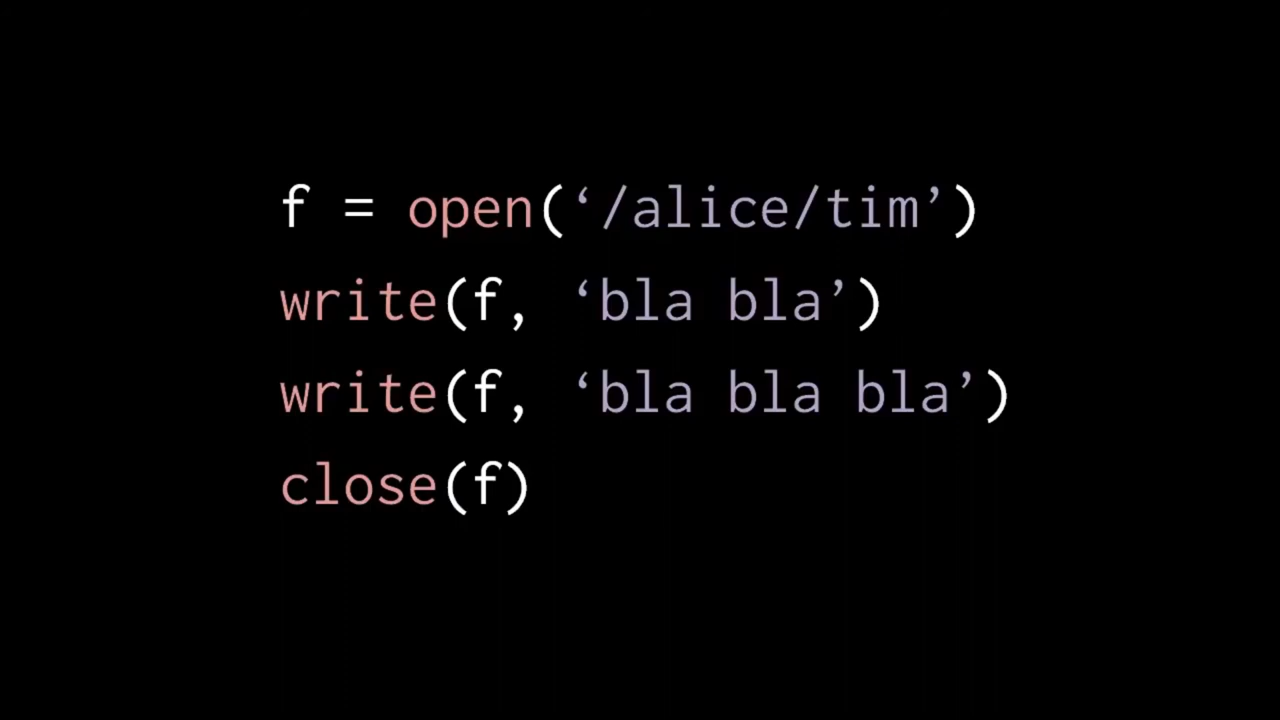 f = open(‘/alice/tim’)
write(f, ‘bla bla’)
write(f, ‘bla bla bla’)
close(f)